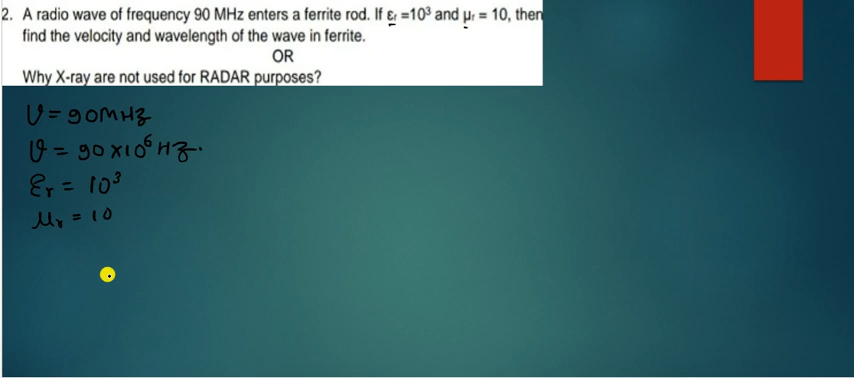 2. A radio wave of frequency 90 MHz enters a ferrite rod. If εr =10³ and μr = 10, then
find the velocity and wavelength of the wave in ferrite.
OR
Why X-ray are not used for RADAR purposes?
ν = 90MHz
ν = 90×10⁶ Hz.
εr = 10³
μr = 10